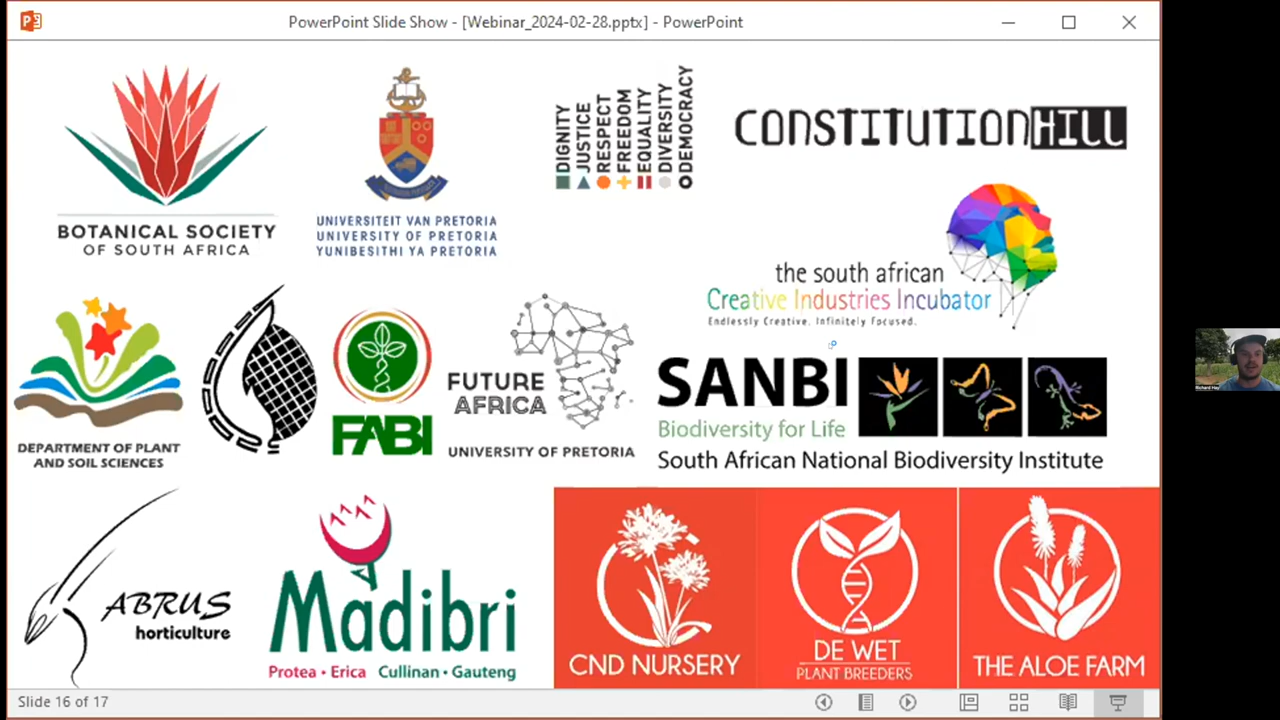 PowerPoint Slide Show - [Webinar_2024-02-28.pptx] - PowerPoint
BOTANICAL SOCIETY
OF SOUTH AFRICA
UNIVERSITEIT VAN PRETORIA
UNIVERSITY OF PRETORIA
YUNIBESITHI YA PRETORIA
DIGNITY
JUSTICE
RESPECT
FREEDOM
EQUALITY
DIVERSITY
DEMOCRACY
CONSTITUTION HILL
the south african
Creative Industries Incubator
Endlessly Creative. Infinitely Focused.
DEPARTMENT OF PLANT
AND SOIL SCIENCES
FABI
FUTURE
AFRICA
UNIVERSITY OF PRETORIA
SANBI
Biodiversity for Life
South African National Biodiversity Institute
ABRUS
horticulture
Madibri
Protea • Erica Cullinan • Gauteng
CND NURSERY
DE WET
PLANT BREEDERS
THE ALOE FARM
Slide 16 of 17